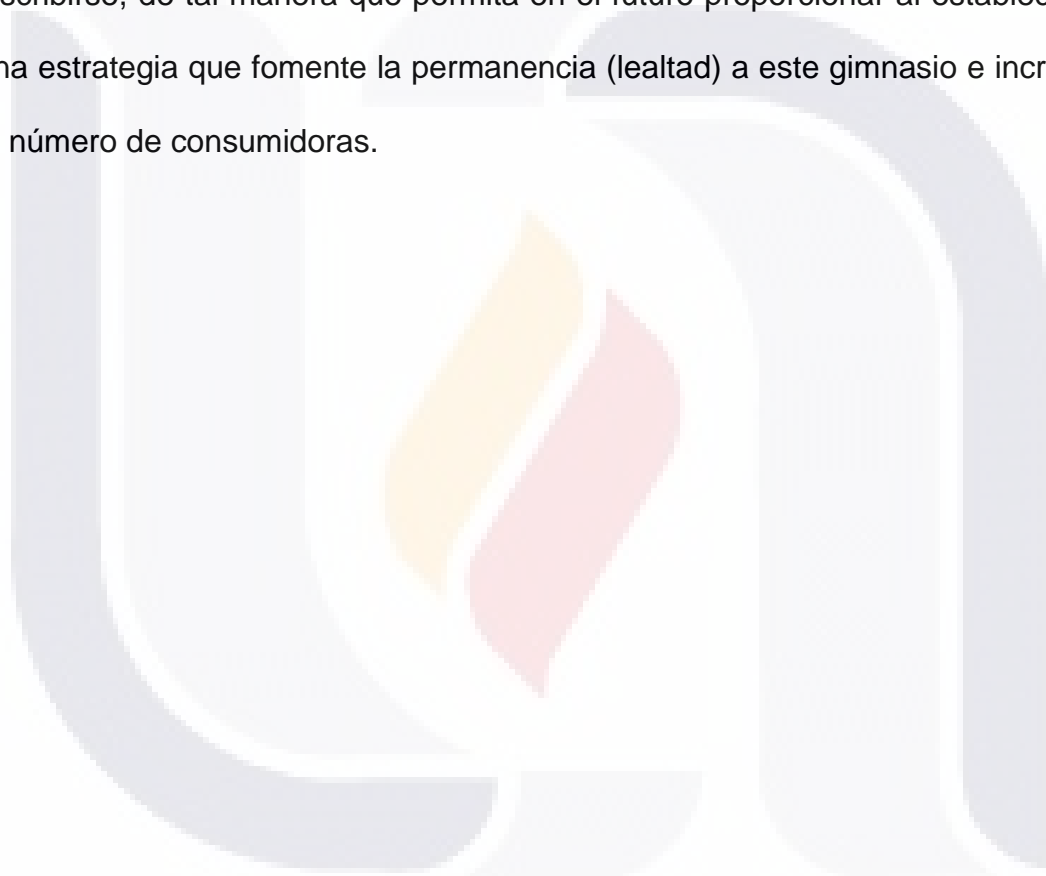 scribirse, de tal manera que permita en el futuro proporcionar al establec
na estrategia que fomente la permanencia (lealtad) a este gimnasio e incr
número de consumidoras.